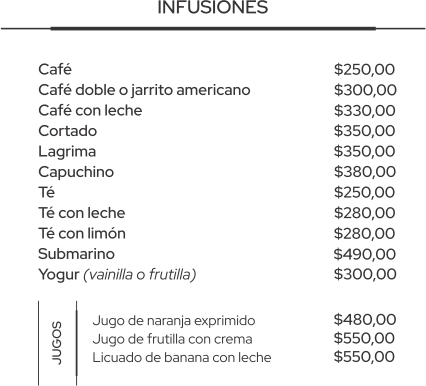 INFUSIONES
Café $250,00
Café doble o jarrito americano $300,00
Café con leche $330,00
Cortado $350,00
Lagrima $350,00
Capuchino $380,00
Té $250,00
Té con leche $280,00
Té con limón $280,00
Submarino $490,00
Yogur (vainilla o frutilla) $300,00
JUGOS
Jugo de naranja exprimido $480,00
Jugo de frutilla con crema $550,00
Licuado de banana con leche $550,00